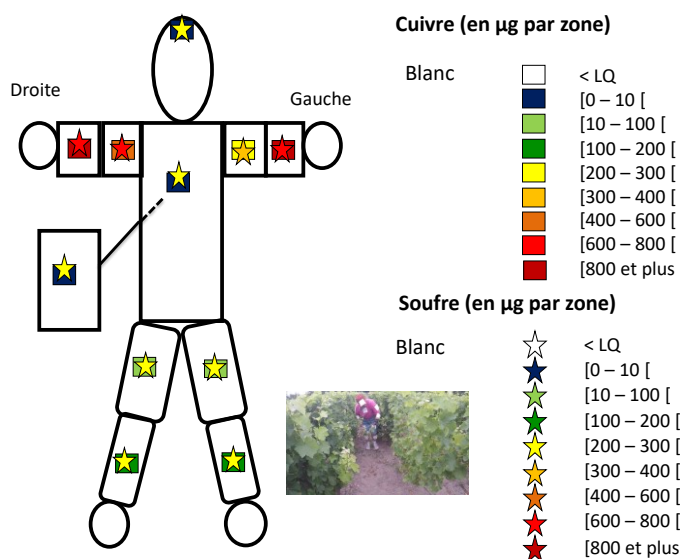 Cuivre (en µg par zone)
Blanc
< LQ
[0 – 10 [
[10 – 100 [
[100 – 200 [
[200 – 300 [
[300 – 400 [
[400 – 600 [
[600 – 800 [
[800 et plus
Droite
Gauche
Soufre (en µg par zone)
Blanc
< LQ
[0 – 10 [
[10 – 100 [
[100 – 200 [
[200 – 300 [
[300 – 400 [
[400 – 600 [
[600 – 800 [
[800 et plus